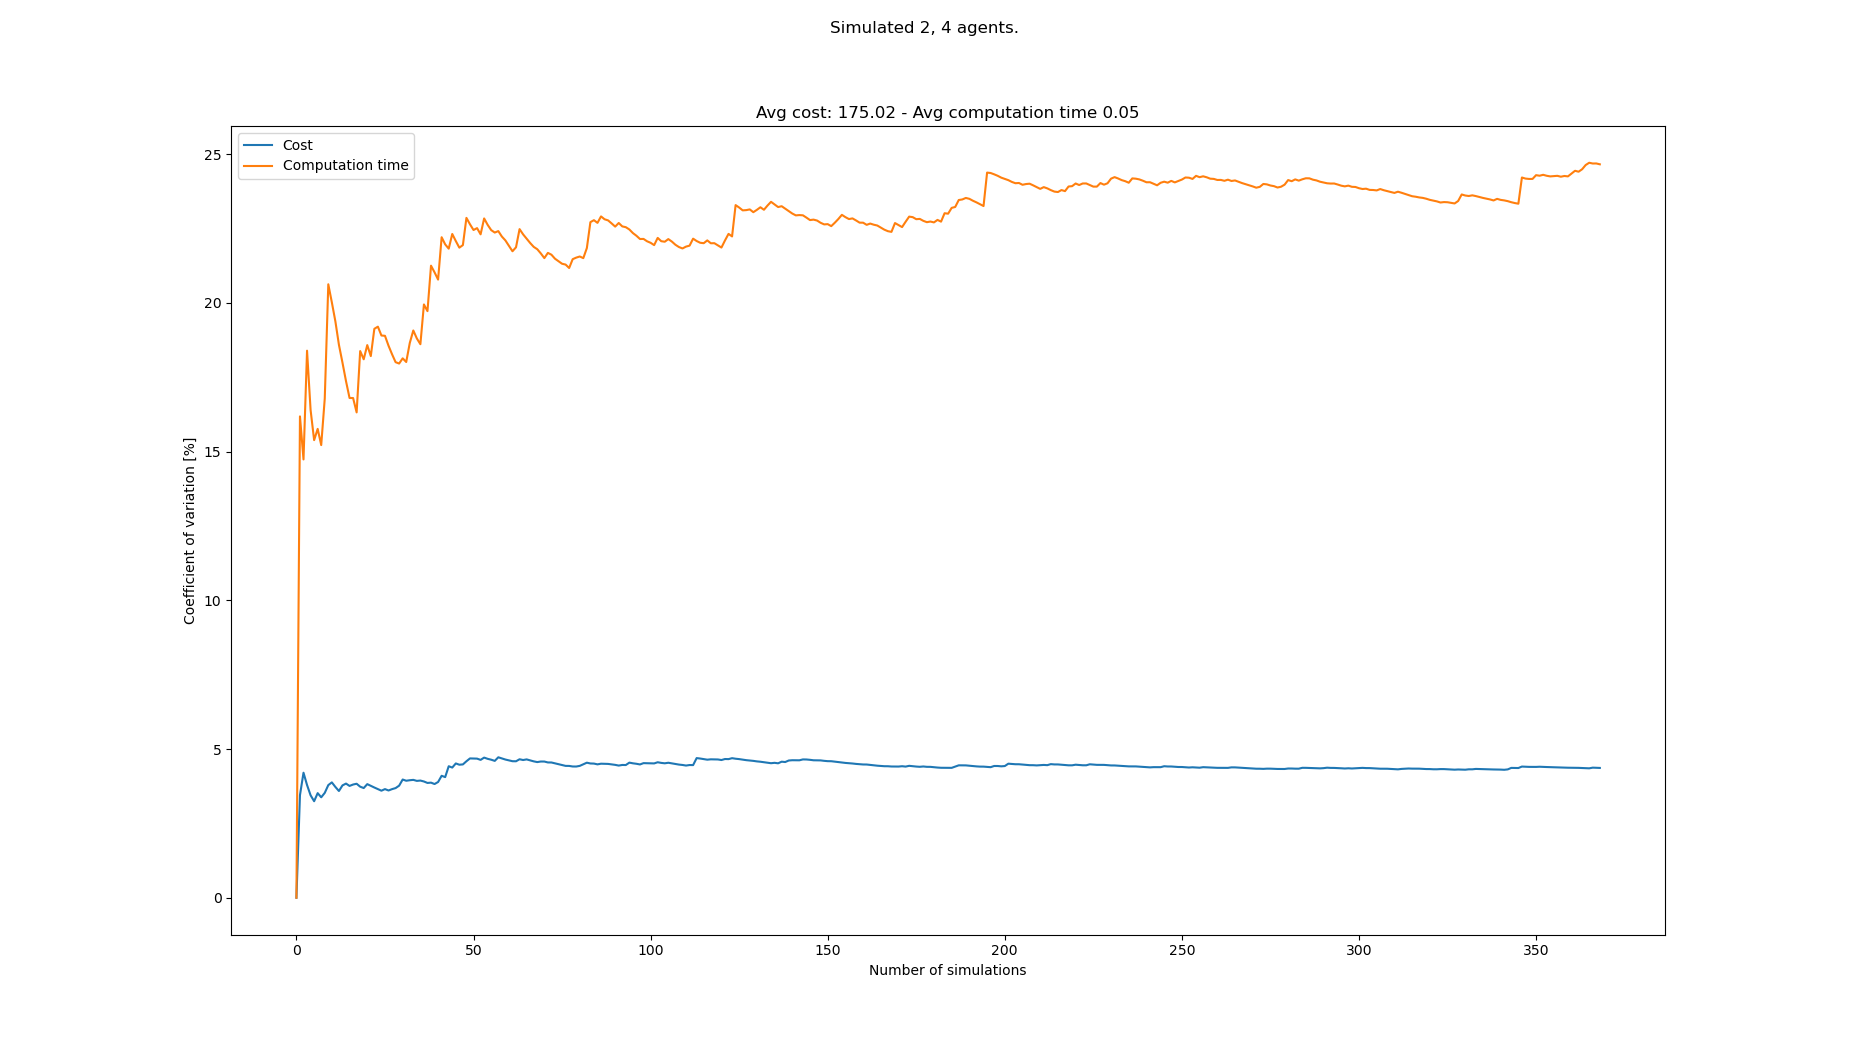 Simulated 2, 4 agents.
Avg cost: 175.02 - Avg computation time 0.05
Cost
Computation time
25
20
15
10
5
0
Coefficient of variation [%]
0 50 100 150 200 250 300 350
Number of simulations